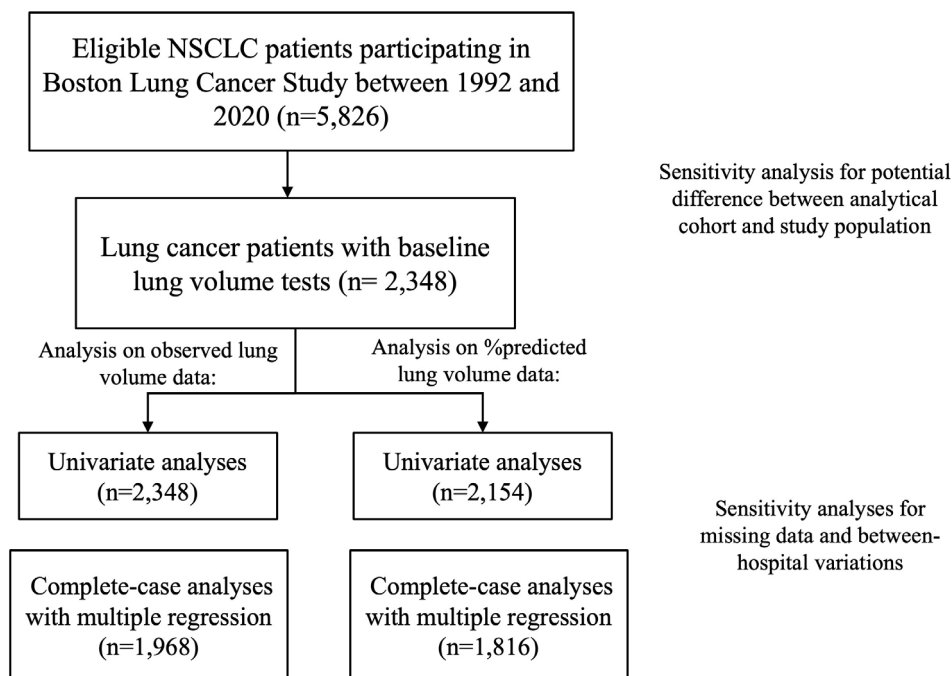 Eligible NSCLC patients participating in
Boston Lung Cancer Study between 1992 and
2020 (n=5,826)
Sensitivity analysis for potential
difference between analytical
cohort and study population
Lung cancer patients with baseline
lung volume tests (n= 2,348)
Analysis on observed lung
volume data:
Analysis on %predicted
lung volume data:
Univariate analyses
(n=2,348)
Univariate analyses
(n=2,154)
Sensitivity analyses for
missing data and between-
hospital variations
Complete-case analyses
with multiple regression
(n=1,968)
Complete-case analyses
with multiple regression
(n=1,816)